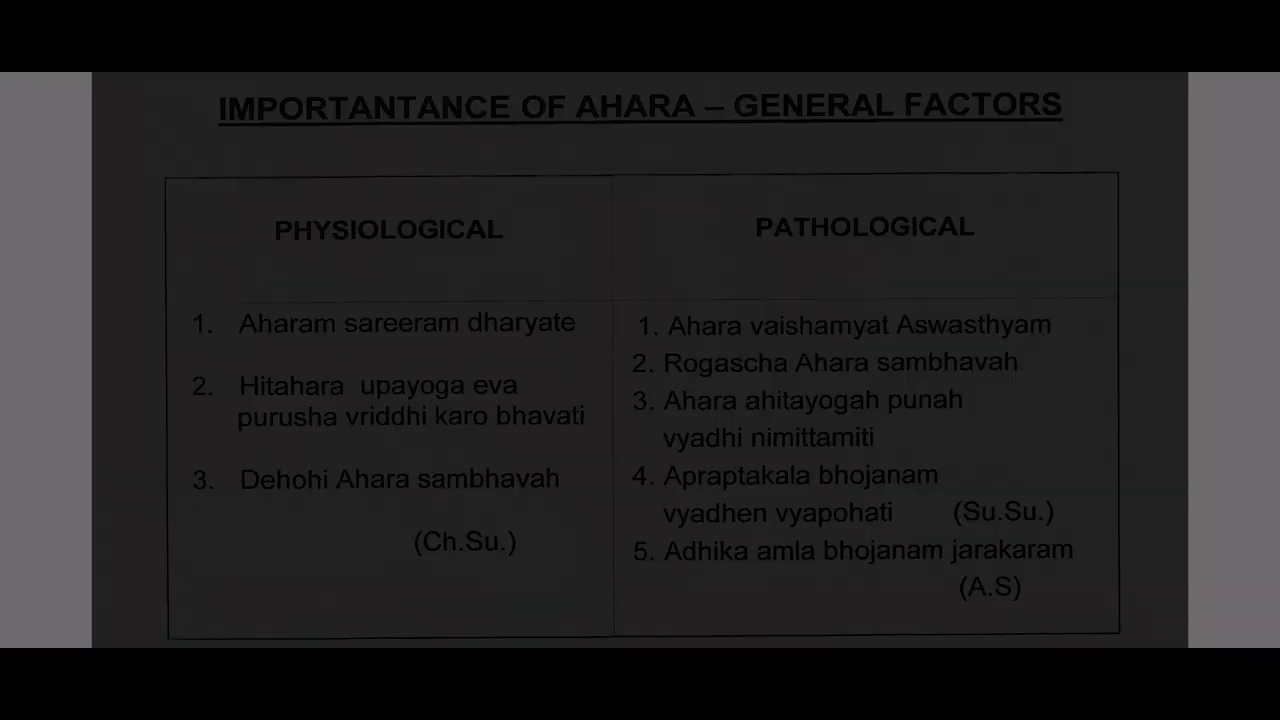 IMPORTANTANCE OF AHARA – GENERAL FACTORS
PHYSIOLOGICAL
1. Aharam sareeram dharyate
2. Hitahara upayoga eva
purusha vriddhi karo bhavati
3. Dehohi Ahara sambhavah
(Ch.Su.)
PATHOLOGICAL
1. Ahara vaishamyat Aswasthyam
2. Rogascha Ahara sambhavah
3. Ahara ahitayogah punah
vyadhi nimittamiti
4. Apraptakala bhojanam
vyadhen vyapohati (Su.Su.)
5. Adhika amla bhojanam jarakaram
(A.S)